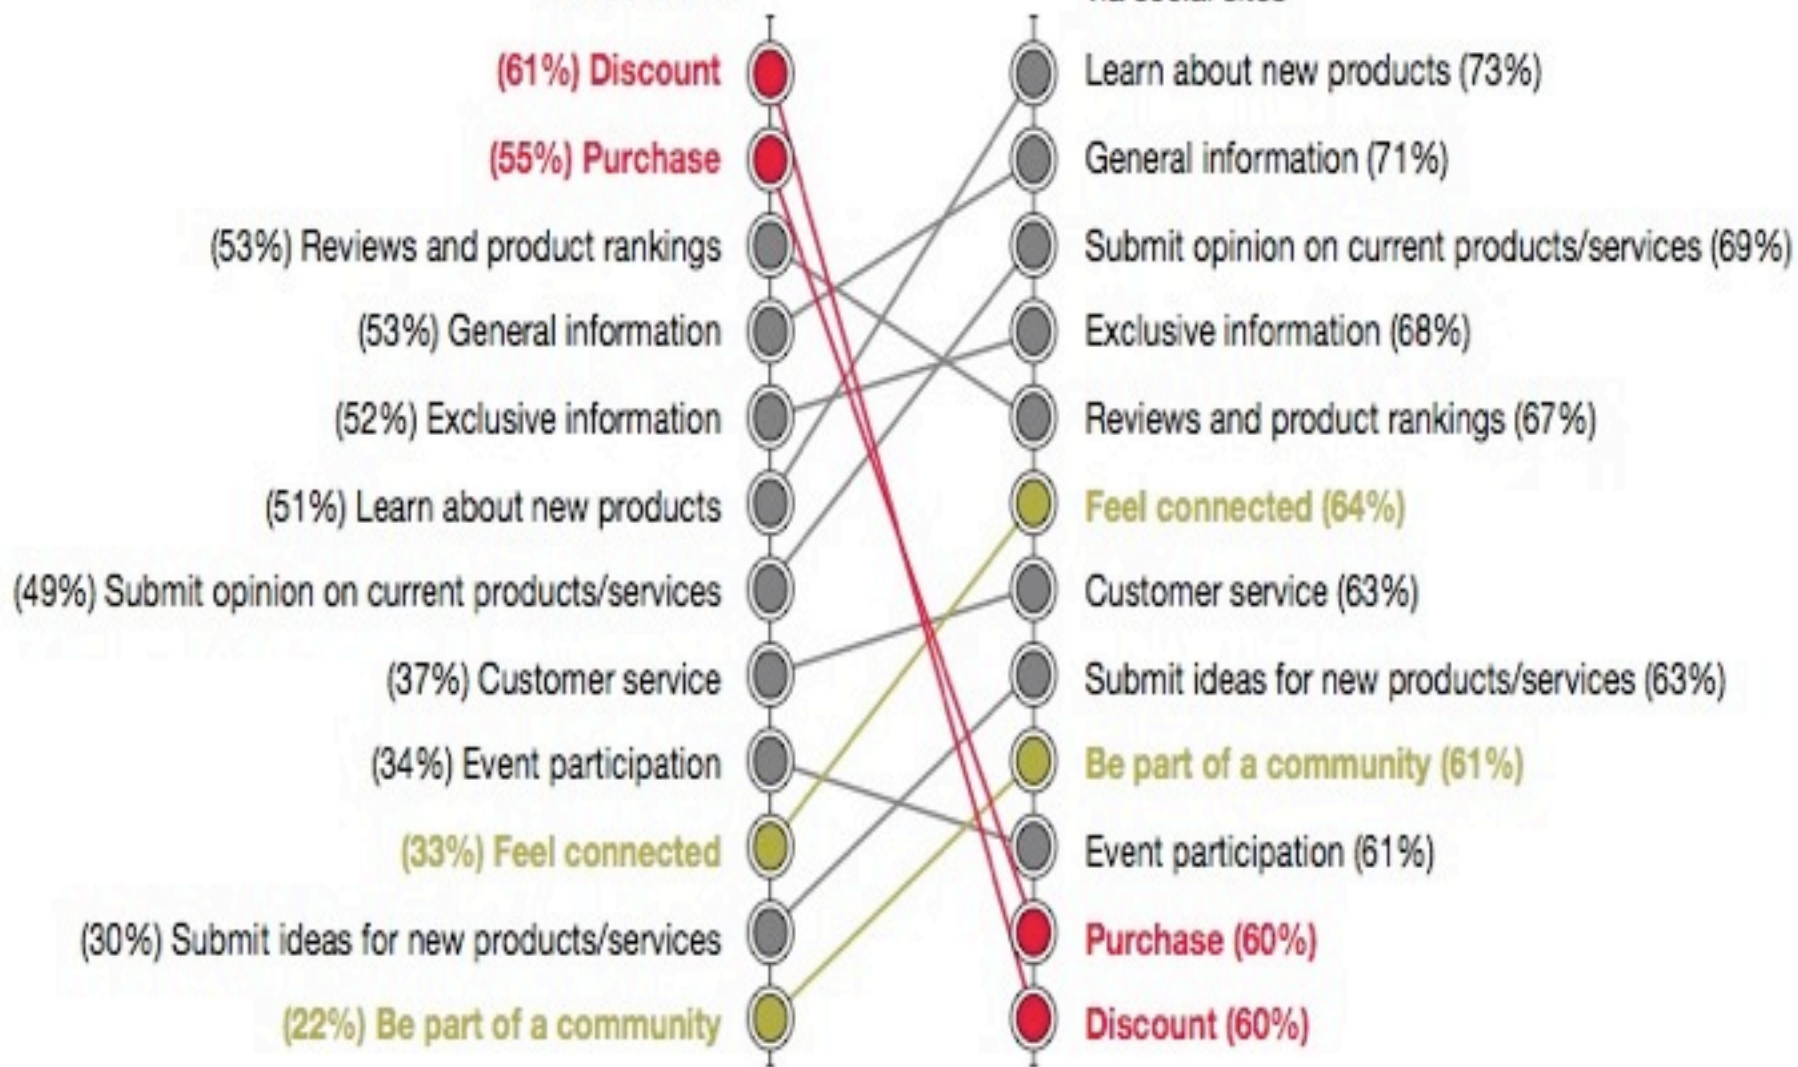 (61%) Discount
(55%) Purchase
(53%) Reviews and product rankings
(53%) General information
(52%) Exclusive information
(51%) Learn about new products
(49%) Submit opinion on current products/services
(37%) Customer service
(34%) Event participation
(33%) Feel connected
(30%) Submit ideas for new products/services
(22%) Be part of a community
Learn about new products (73%)
General information (71%)
Submit opinion on current products/services (69%)
Exclusive information (68%)
Reviews and product rankings (67%)
Feel connected (64%)
Customer service (63%)
Submit ideas for new products/services (63%)
Be part of a community (61%)
Event participation (61%)
Purchase (60%)
Discount (60%)